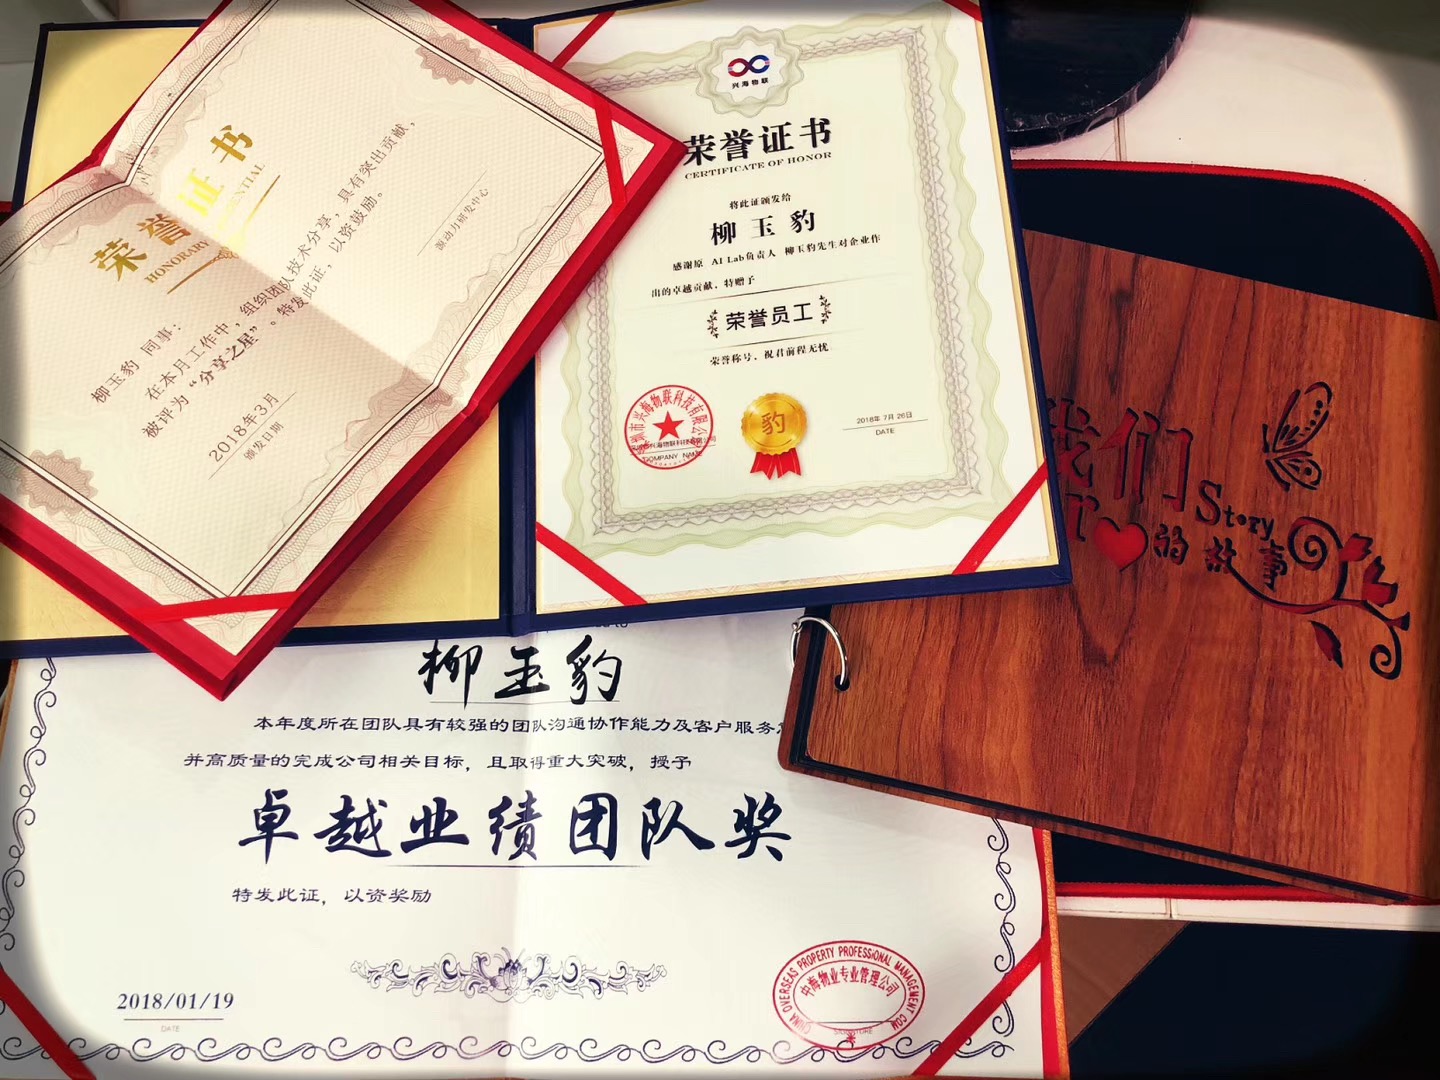 荣誉证书
HONORARY
柳玉豹 同事：
在本月工作中，组织团队技术分享，具有突出贡献，
被评为“分享之星”。特发此证，以资鼓励。
2018年3月
颁发日期
源动力研发中心
兴海物联
荣誉证书
CERTIFICATE OF HONOR
将此证颁发给
柳玉豹
感谢原 AI Lab负责人 柳玉豹先生对企业作
出的卓越贡献，特赠予
荣誉员工
荣誉称号，祝君前程无忧
兴海物联科技有限公司
COMPANY NAME
豹
2018年 7月 26日
DATE
我们
Story
的故事
柳玉豹
本年度所在团队具有较强的团队沟通协作能力及客户服务
并高质量的完成公司相关目标，且取得重大突破，授予
卓越业绩团队奖
特发此证，以资奖励
2018/01/19
DATE
CHINA OVERSEAS PROPERTY PROFESSIONAL MANAGEMENT COM
中海物业专业管理公司
SIGNATURE